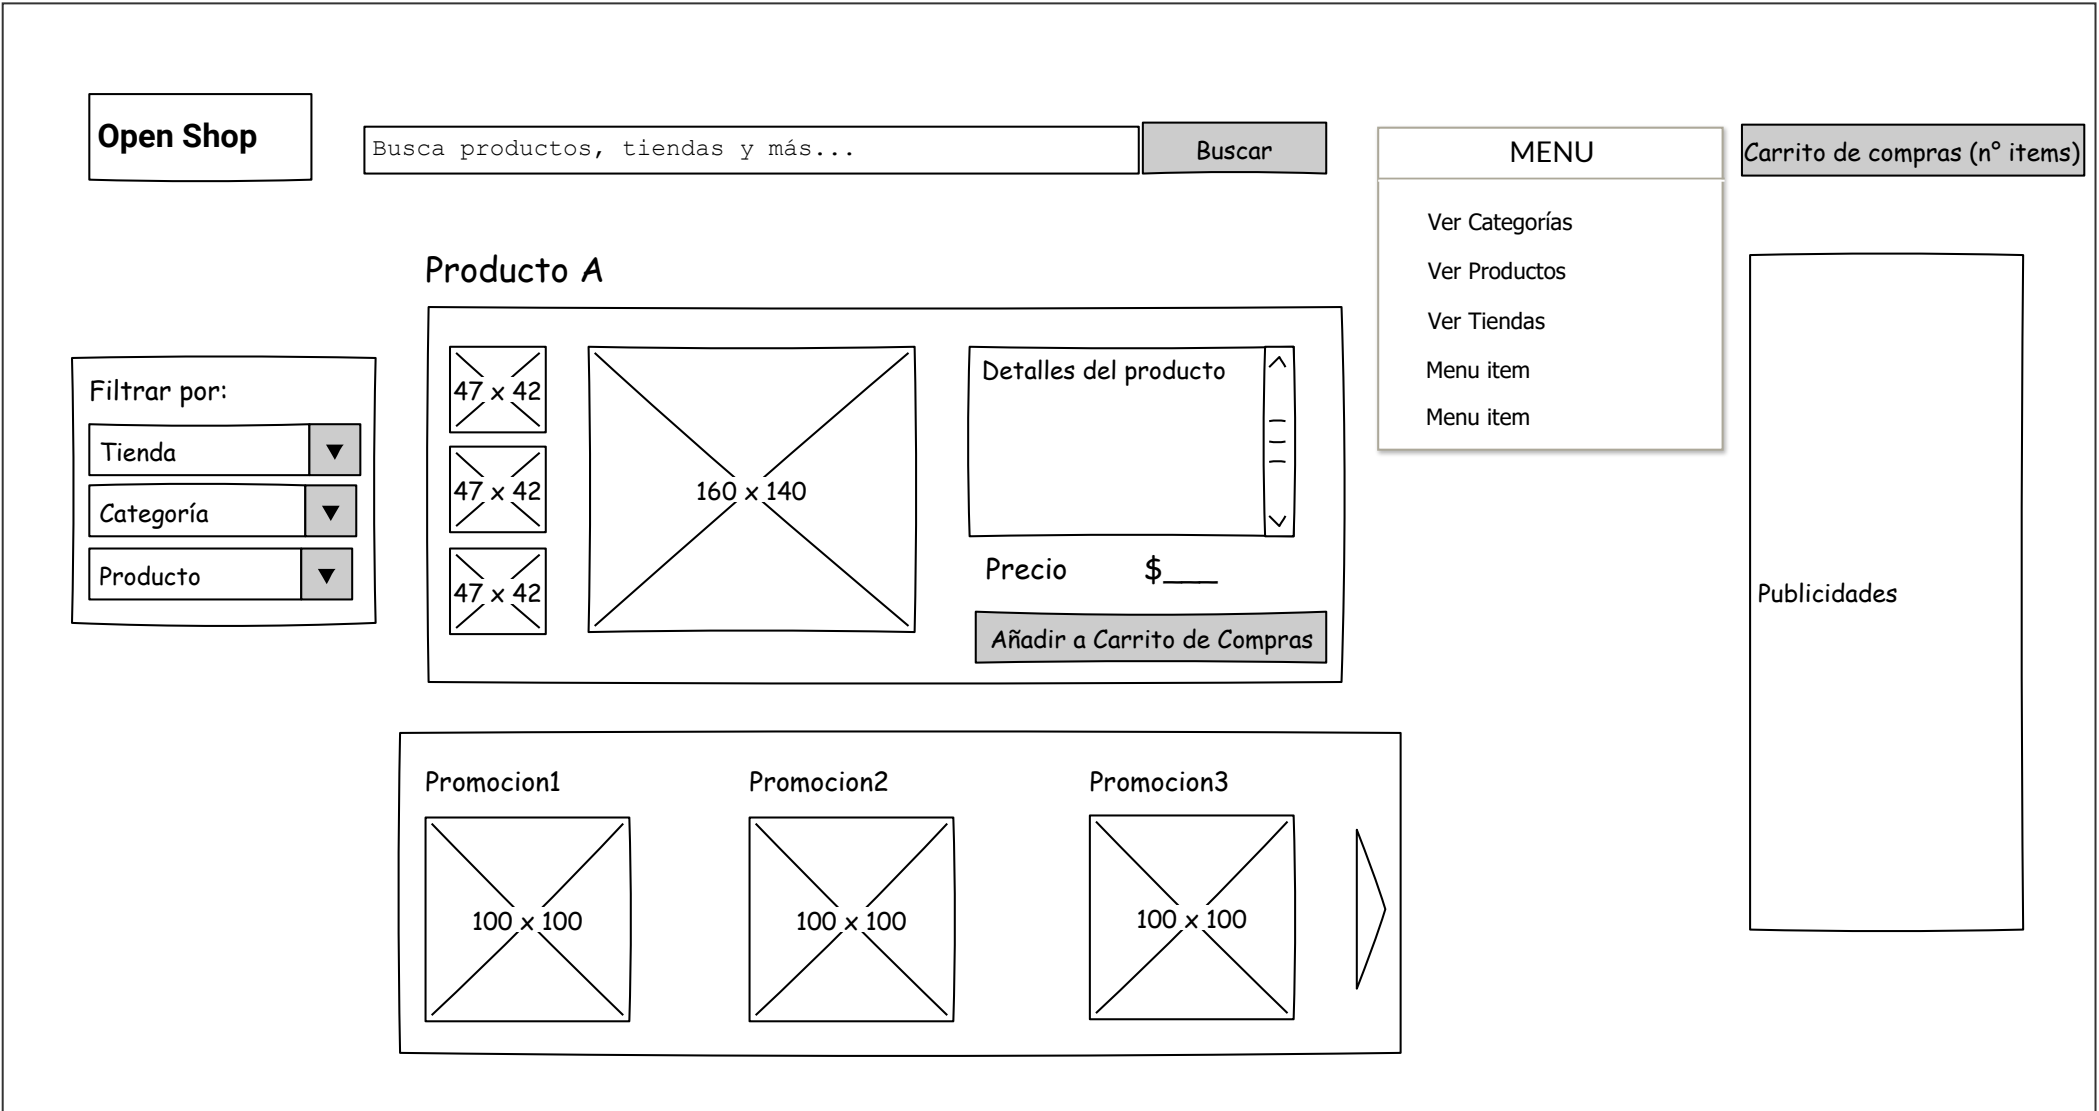 Open Shop
Busca productos, tiendas y más...
Buscar
MENU
Carrito de compras (n° items)
Ver Categorías
Ver Productos
Ver Tiendas
Menu item
Menu item
Producto A
Filtrar por:
Tienda
Categoría
Producto
47 x 42
47 x 42
47 x 42
160 x 140
Detalles del producto
Precio $___
Añadir a Carrito de Compras
Publicidades
Promocion1
Promocion2
Promocion3
100 x 100
100 x 100
100 x 100